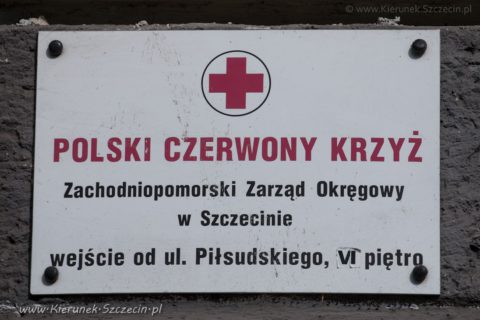 © www.Kierunek.Szczecin.pl
POLSKI CZERWONY KRZYŻ
Zachodniopomorski Zarząd Okręgowy
w Szczecinie
wejście od ul. Piłsudskiego, VI piętro
www.Kierunek-Szczecin.pl